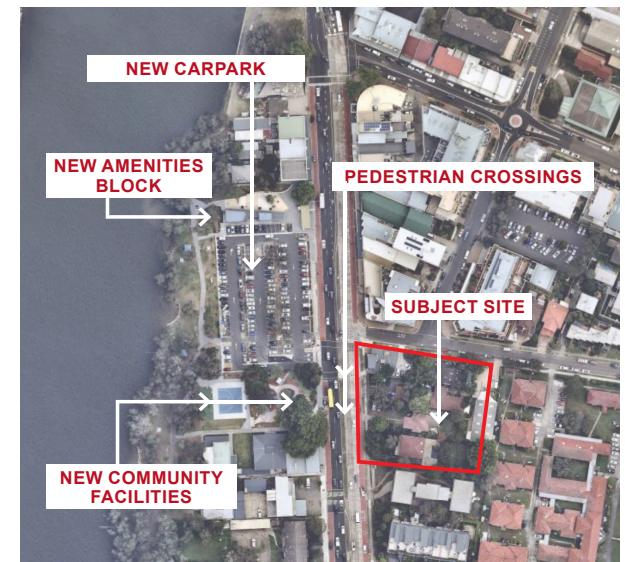 NEW CARPARK
NEW AMENITIES
BLOCK
PEDESTRIAN CROSSINGS
SUBJECT SITE
NEW COMMUNITY
FACILITIES